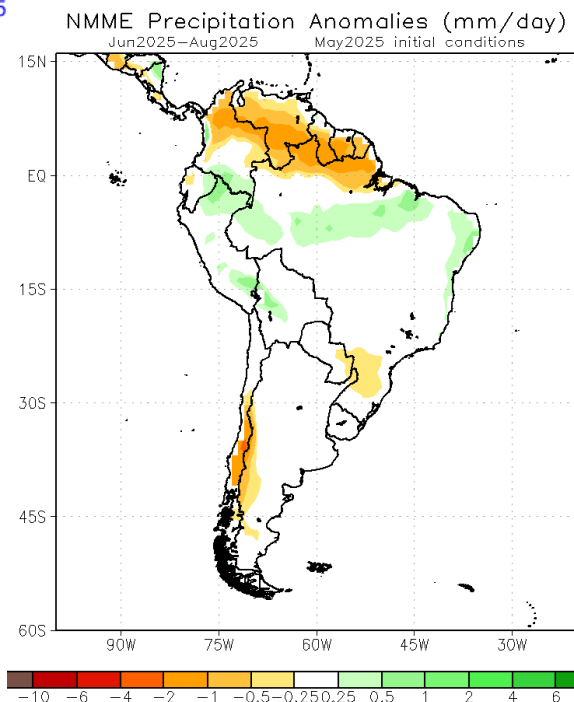 NMME Precipitation Anomalies (mm/day)
Jun2025-Aug2025 May2025 initial conditions
15N
EQ
15S
30S
45S
60S
90W 75W 60W 45W 30W
-10 -6 -4 -2 -1 -0.5 -0.25 0.25 0.5 1 2 4 6